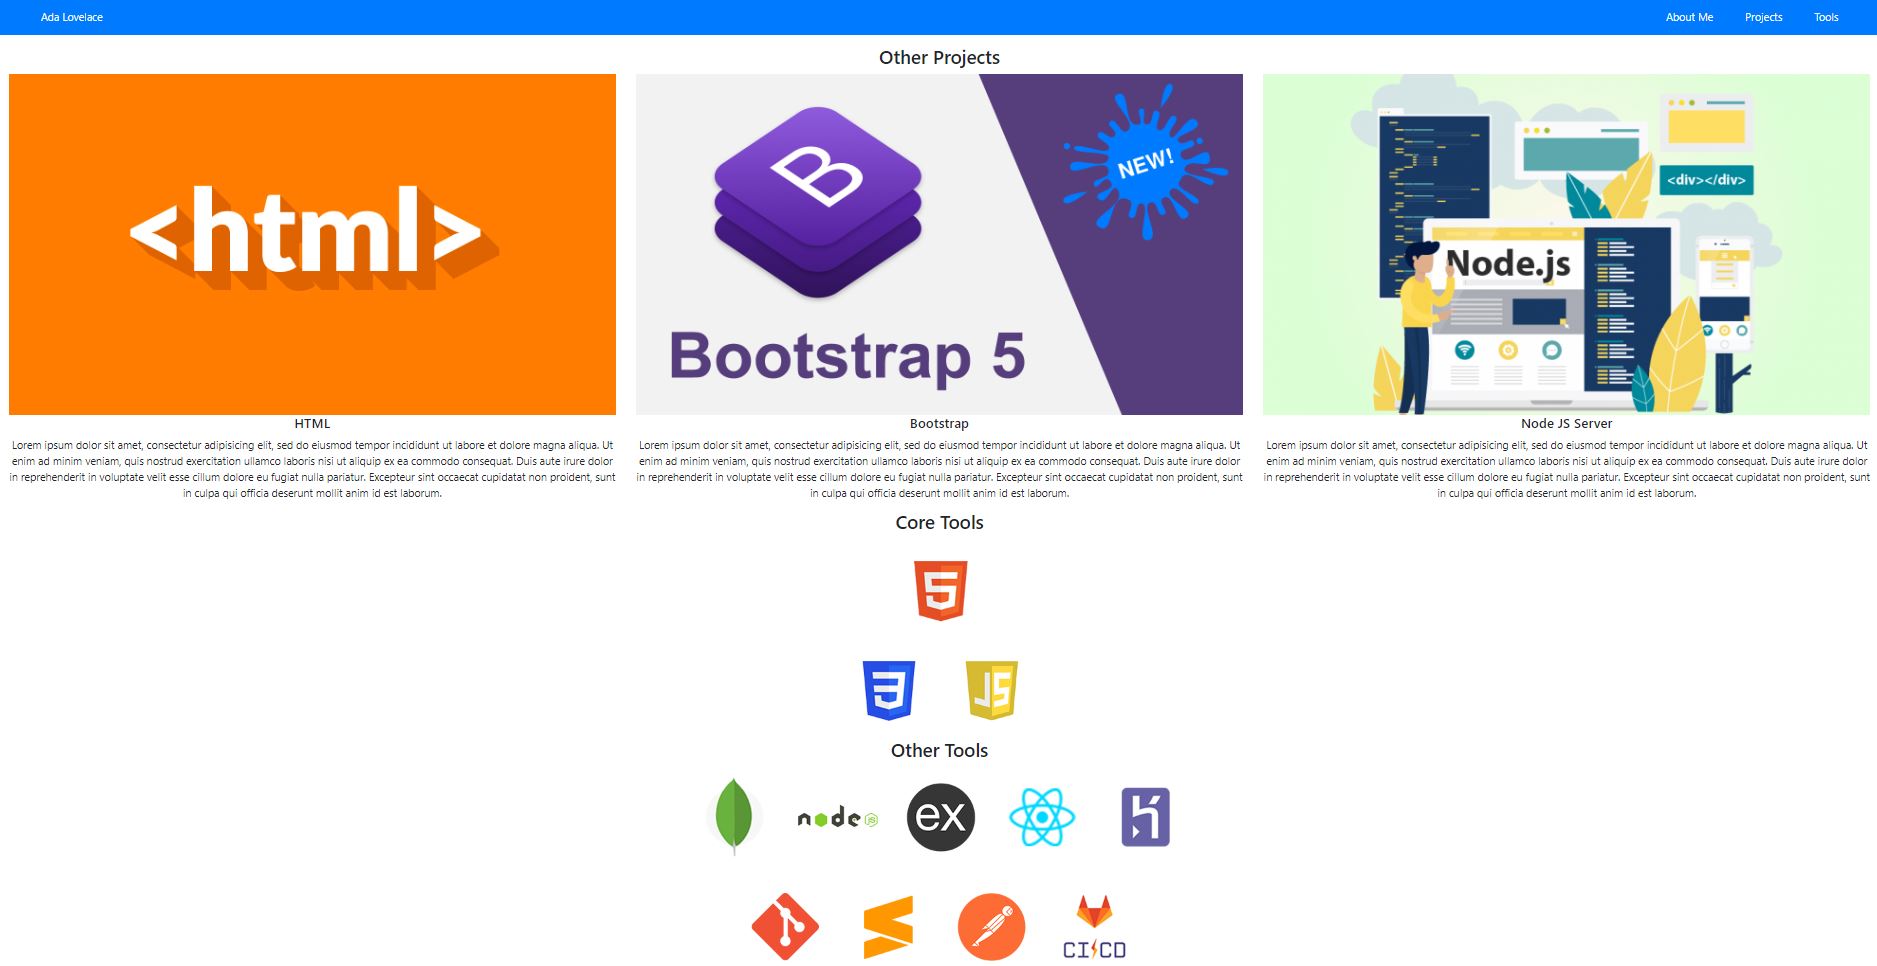 Ada Lovelace
About Me
Projects
Tools
Other Projects
<html>
B
NEW!
Bootstrap 5
<div></div>
Node.js
HTML
Lorem ipsum dolor sit amet, consectetur adipisicing elit, sed do eiusmod tempor incididunt ut labore et dolore magna aliqua. Ut
enim ad minim veniam, quis nostrud exercitation ullamco laboris nisi ut aliquip ex ea commodo consequat. Duis aute irure dolor
in reprehenderit in voluptate velit esse cillum dolore eu fugiat nulla pariatur. Excepteur sint occaecat cupidatat non proident, sunt
in culpa qui officia deserunt mollit anim id est laborum.
Bootstrap
Lorem ipsum dolor sit amet, consectetur adipisicing elit, sed do eiusmod tempor incididunt ut labore et dolore magna aliqua. Ut
enim ad minim veniam, quis nostrud exercitation ullamco laboris nisi ut aliquip ex ea commodo consequat. Duis aute irure dolor
in reprehenderit in voluptate velit esse cillum dolore eu fugiat nulla pariatur. Excepteur sint occaecat cupidatat non proident, sunt
in culpa qui officia deserunt mollit anim id est laborum.
Node JS Server
Lorem ipsum dolor sit amet, consectetur adipisicing elit, sed do eiusmod tempor incididunt ut labore et dolore magna aliqua. Ut
enim ad minim veniam, quis nostrud exercitation ullamco laboris nisi ut aliquip ex ea commodo consequat. Duis aute irure dolor
in reprehenderit in voluptate velit esse cillum dolore eu fugiat nulla pariatur. Excepteur sint occaecat cupidatat non proident, sunt
in culpa qui officia deserunt mollit anim id est laborum.
Core Tools
5
3
JS
Other Tools
node JS
ex
CI CD